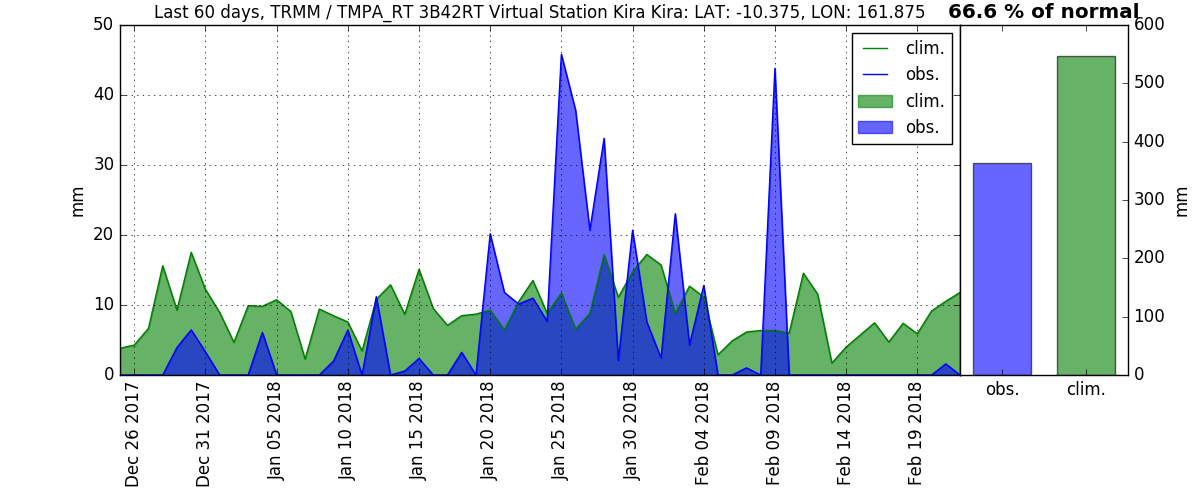 Last 60 days, TRMM / TMPA_RT 3B42RT Virtual Station Kira Kira: LAT: -10.375, LON: 161.875
66.6 % of normal
50
40
30
20
10
0
mm
clim.
obs.
clim.
obs.
600
500
400
300
200
100
0
mm
Dec 26 2017
Dec 31 2017
Jan 05 2018
Jan 10 2018
Jan 15 2018
Jan 20 2018
Jan 25 2018
Jan 30 2018
Feb 04 2018
Feb 09 2018
Feb 14 2018
Feb 19 2018
obs.
clim.